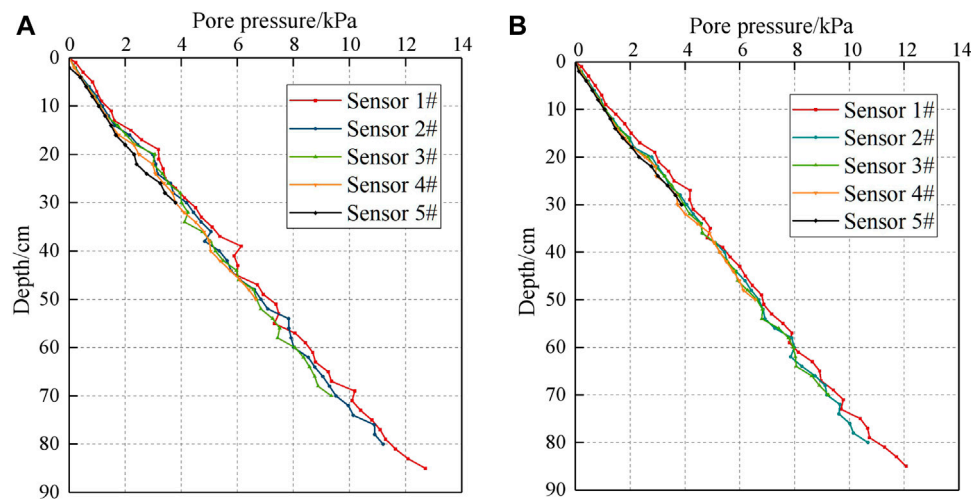 A
Pore pressure/kPa
0 2 4 6 8 10 12 14
0
10
20
30
40
50
60
70
80
90
Depth/cm
Sensor 1#
Sensor 2#
Sensor 3#
Sensor 4#
Sensor 5#
B
Pore pressure/kPa
0 2 4 6 8 10 12 14
0
10
20
30
40
50
60
70
80
90
Depth/cm
Sensor 1#
Sensor 2#
Sensor 3#
Sensor 4#
Sensor 5#